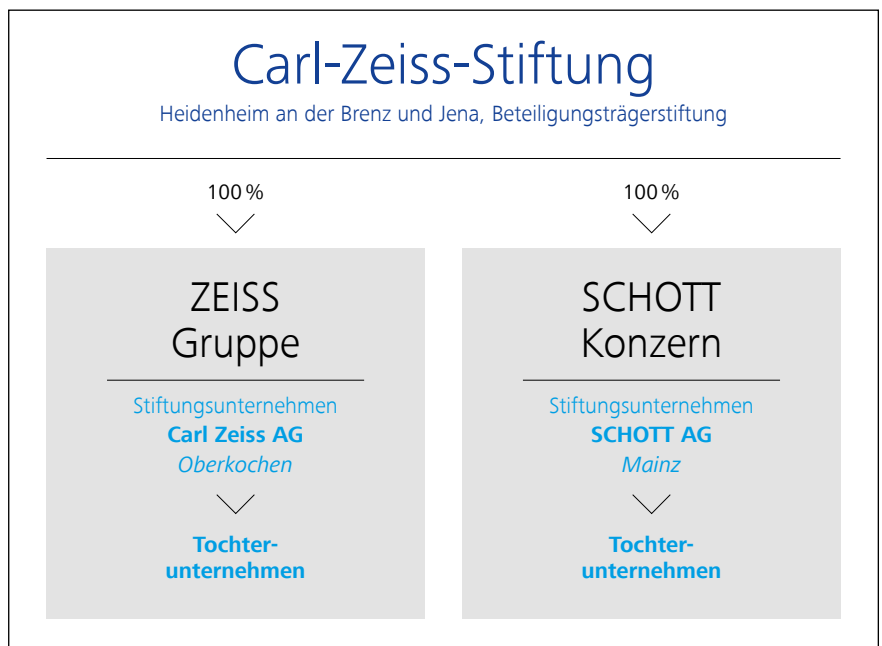 Carl-Zeiss-Stiftung
Heidenheim an der Brenz und Jena, Beteiligungsträgerstiftung
100 %
ZEISS
Gruppe
Stiftungsunternehmen
Carl Zeiss AG
Oberkochen
Tochter-
unternehmen
100 %
SCHOTT
Konzern
Stiftungsunternehmen
SCHOTT AG
Mainz
Tochter-
unternehmen